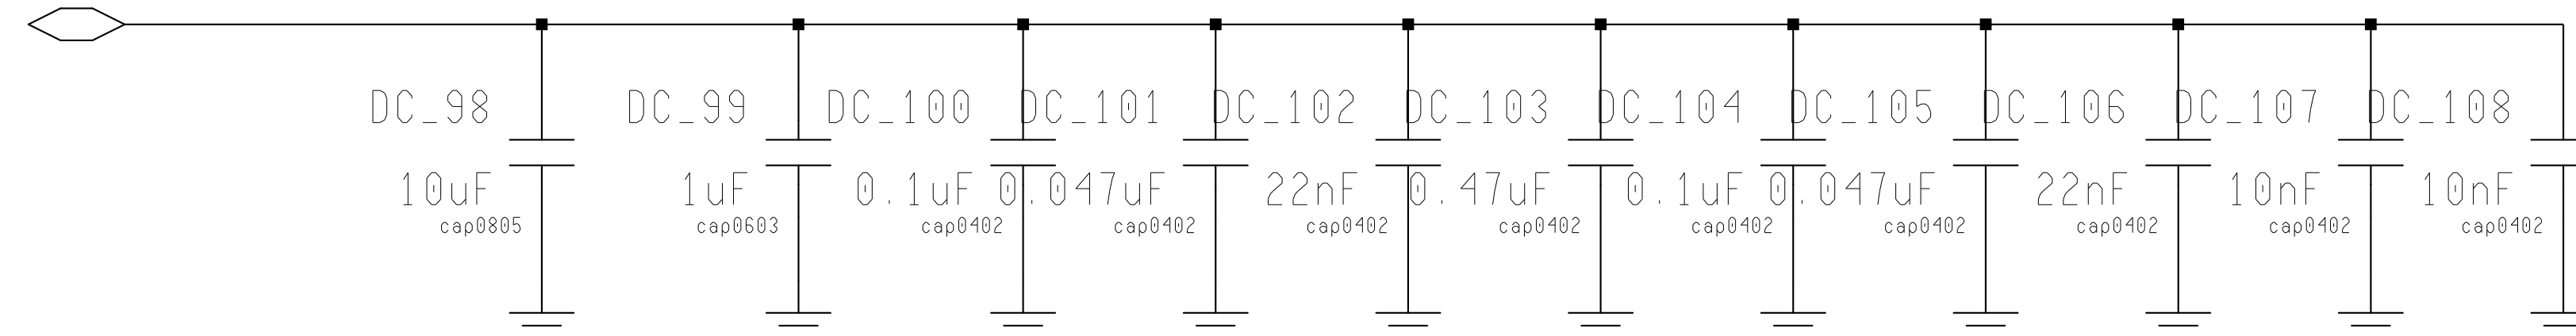 DC_98 DC_99 DC_100 DC_101 DC_102 DC_103 DC_104 DC_105 DC_106 DC_107 DC_108
10uF 1uF 0.1uF 0.047uF 22nF 0.47uF 0.1uF 0.047uF 22nF 10nF 10nF
cap0805 cap0603 cap0402 cap0402 cap0402 cap0402 cap0402 cap0402 cap0402 cap0402 cap0402